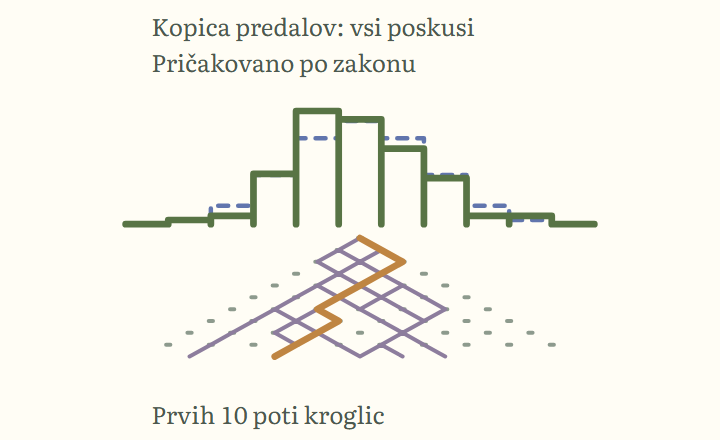 Kopica predalov: vsi poskusi
Pričakovano po zakonu
Prvih 10 poti kroglic